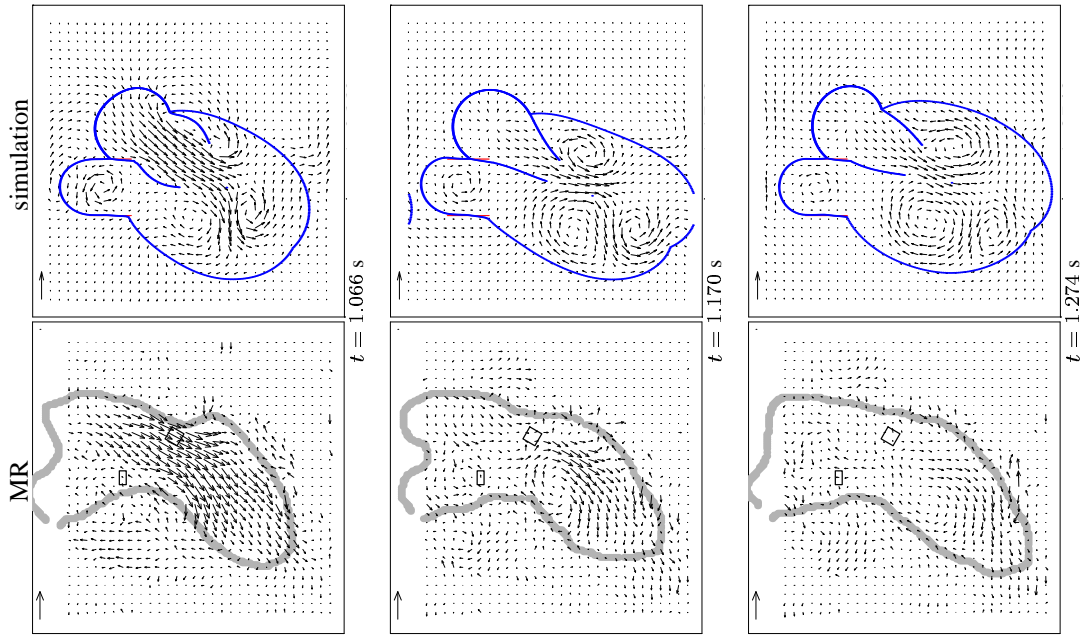 simulation
MR
t = 1.066 s
t = 1.170 s
t = 1.274 s